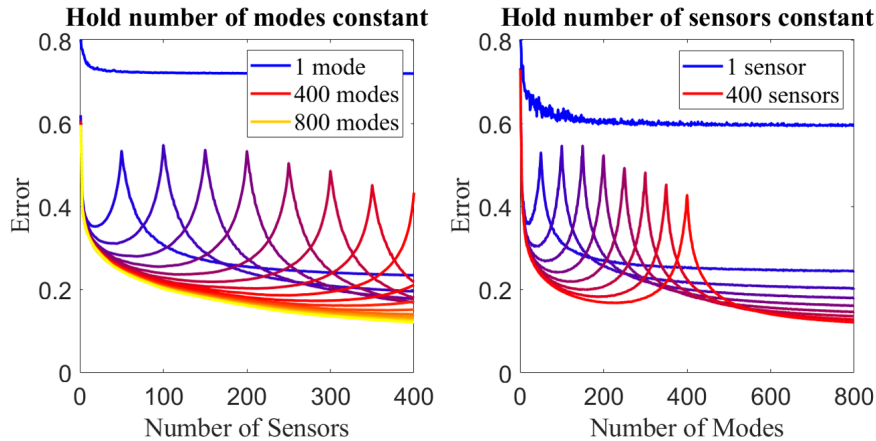 Hold number of modes constant
0.8
0.6
0.4
0.2
0
Error
0
100
200
300
400
Number of Sensors
1 mode
400 modes
800 modes
Hold number of sensors constant
0.8
0.6
0.4
0.2
0
Error
0
200
400
600
800
Number of Modes
1 sensor
400 sensors